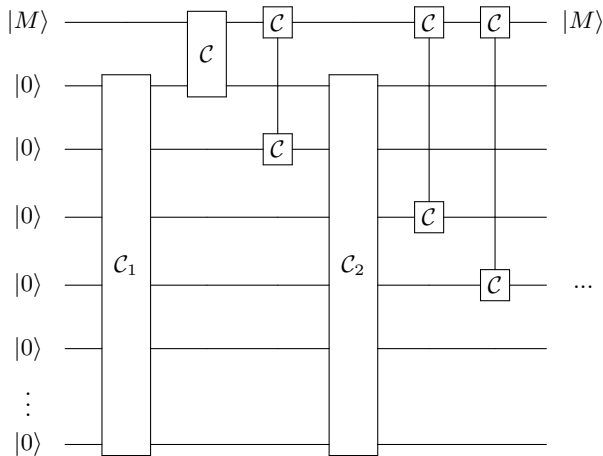 |M⟩ 𝒞 𝒞 𝒞 𝒞 |M⟩
|0⟩
|0⟩ 𝒞
|0⟩ 𝒞
|0⟩ 𝒞₁ 𝒞₂ 𝒞 ...
|0⟩
⋮
|0⟩